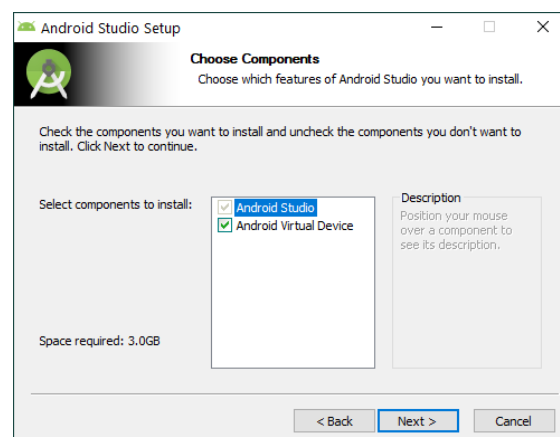 Android Studio Setup
Choose Components
Choose which features of Android Studio you want to install.
Check the components you want to install and uncheck the components you don't want to
install. Click Next to continue.
Select components to install:
Android Studio
Android Virtual Device
Description
Position your mouse
over a component to
see its description.
Space required: 3.0GB
< Back
Next >
Cancel